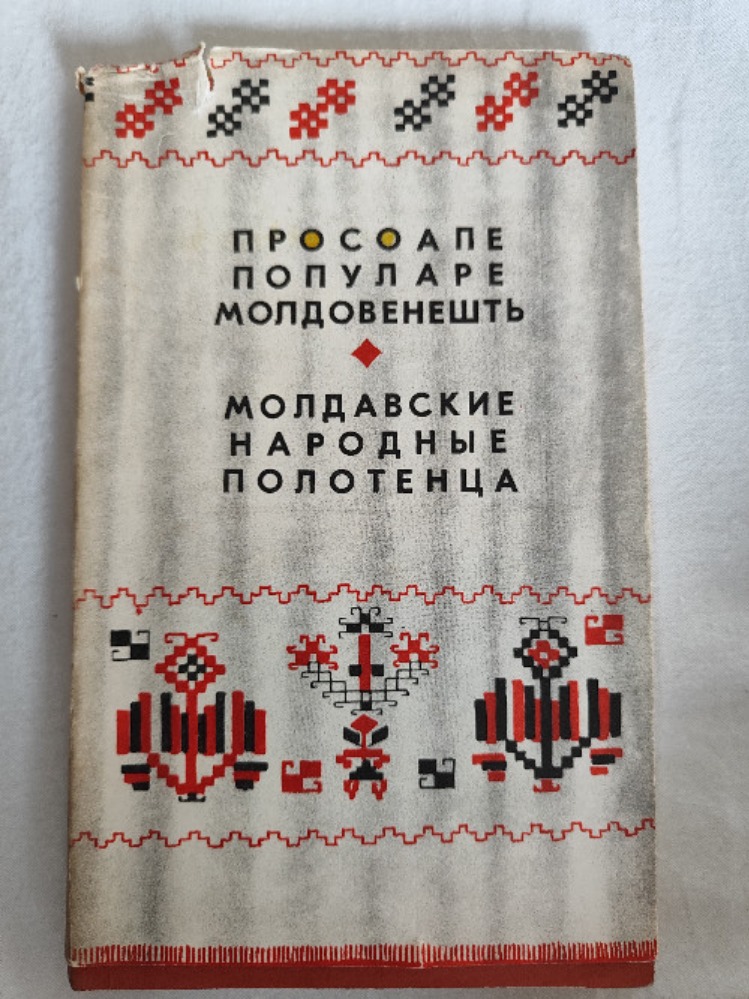 ПРОСОАПЕ
ПОПУЛАРЕ
МОЛДОВЕНЕШТЬ
МОЛДАВСКИЕ
НАРОДНЫЕ
ПОЛОТЕНЦА